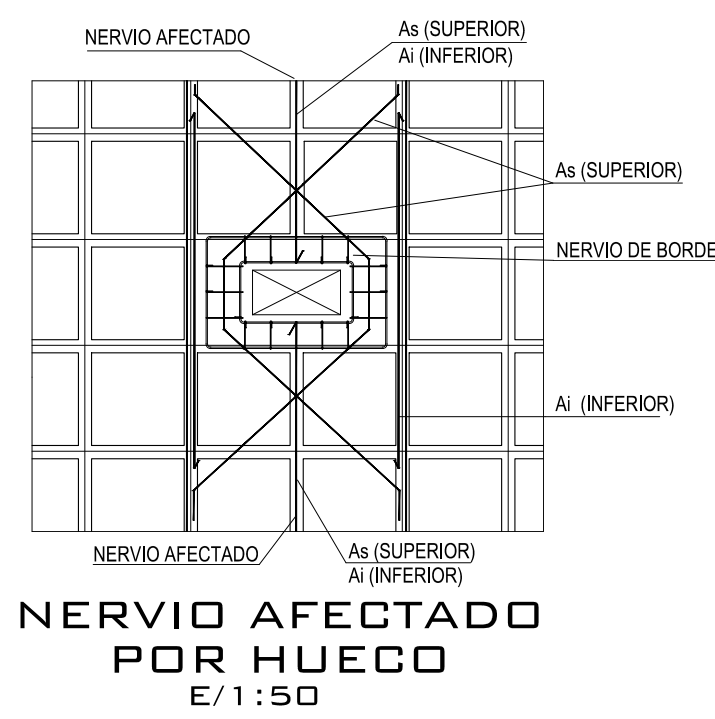 NERVIO AFECTADO
As (SUPERIOR)
Ai (INFERIOR)
As (SUPERIOR)
NERVIO DE BORDE
Ai (INFERIOR)
NERVIO AFECTADO
As (SUPERIOR)
Ai (INFERIOR)
NERVIO AFECTADO
POR HUECO
E/1:50